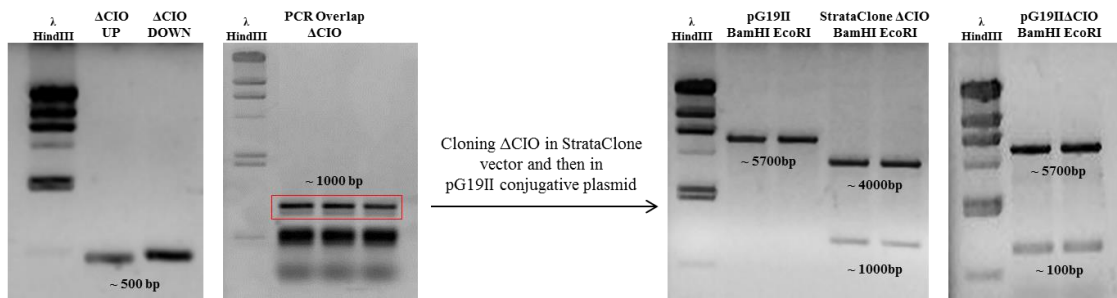 λ
HindIII
ΔCIO
UP
ΔCIO
DOWN
~ 500 bp
λ
HindIII
PCR Overlap
ΔCIO
~ 1000 bp
Cloning ΔCIO in StrataClone
vector and then in
pG19II conjugative plasmid
λ
HindIII
pG19II
BamHI EcoRI
StrataClone ΔCIO
BamHI EcoRI
~ 5700bp
~ 4000bp
~ 1000bp
λ
HindIII
pG19IIΔCIO
BamHI EcoRI
~ 5700bp
~ 100bp